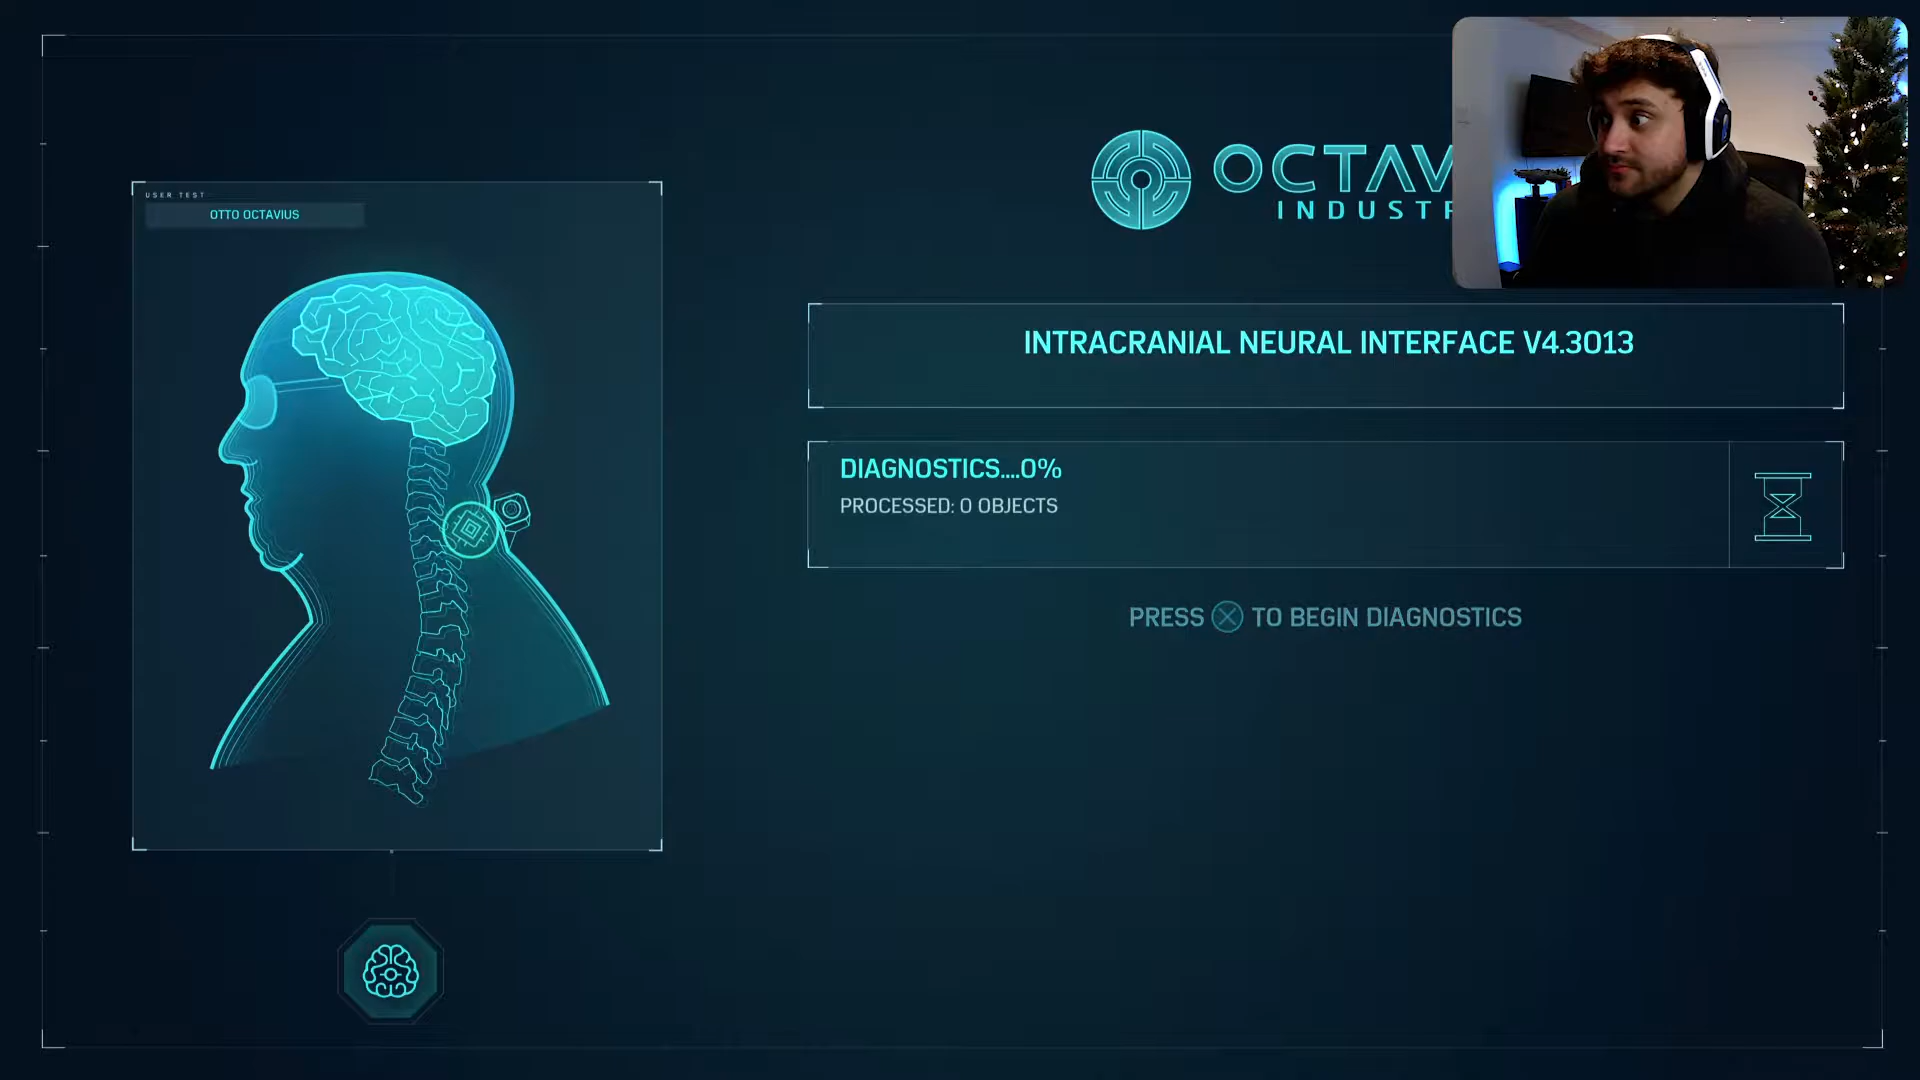 USER TEST
OTTO OCTAVIUS
OCTAV
INDUSTR
INTRACRANIAL NEURAL INTERFACE V4.3013
DIAGNOSTICS....0%
PROCESSED: 0 OBJECTS
PRESS TO BEGIN DIAGNOSTICS